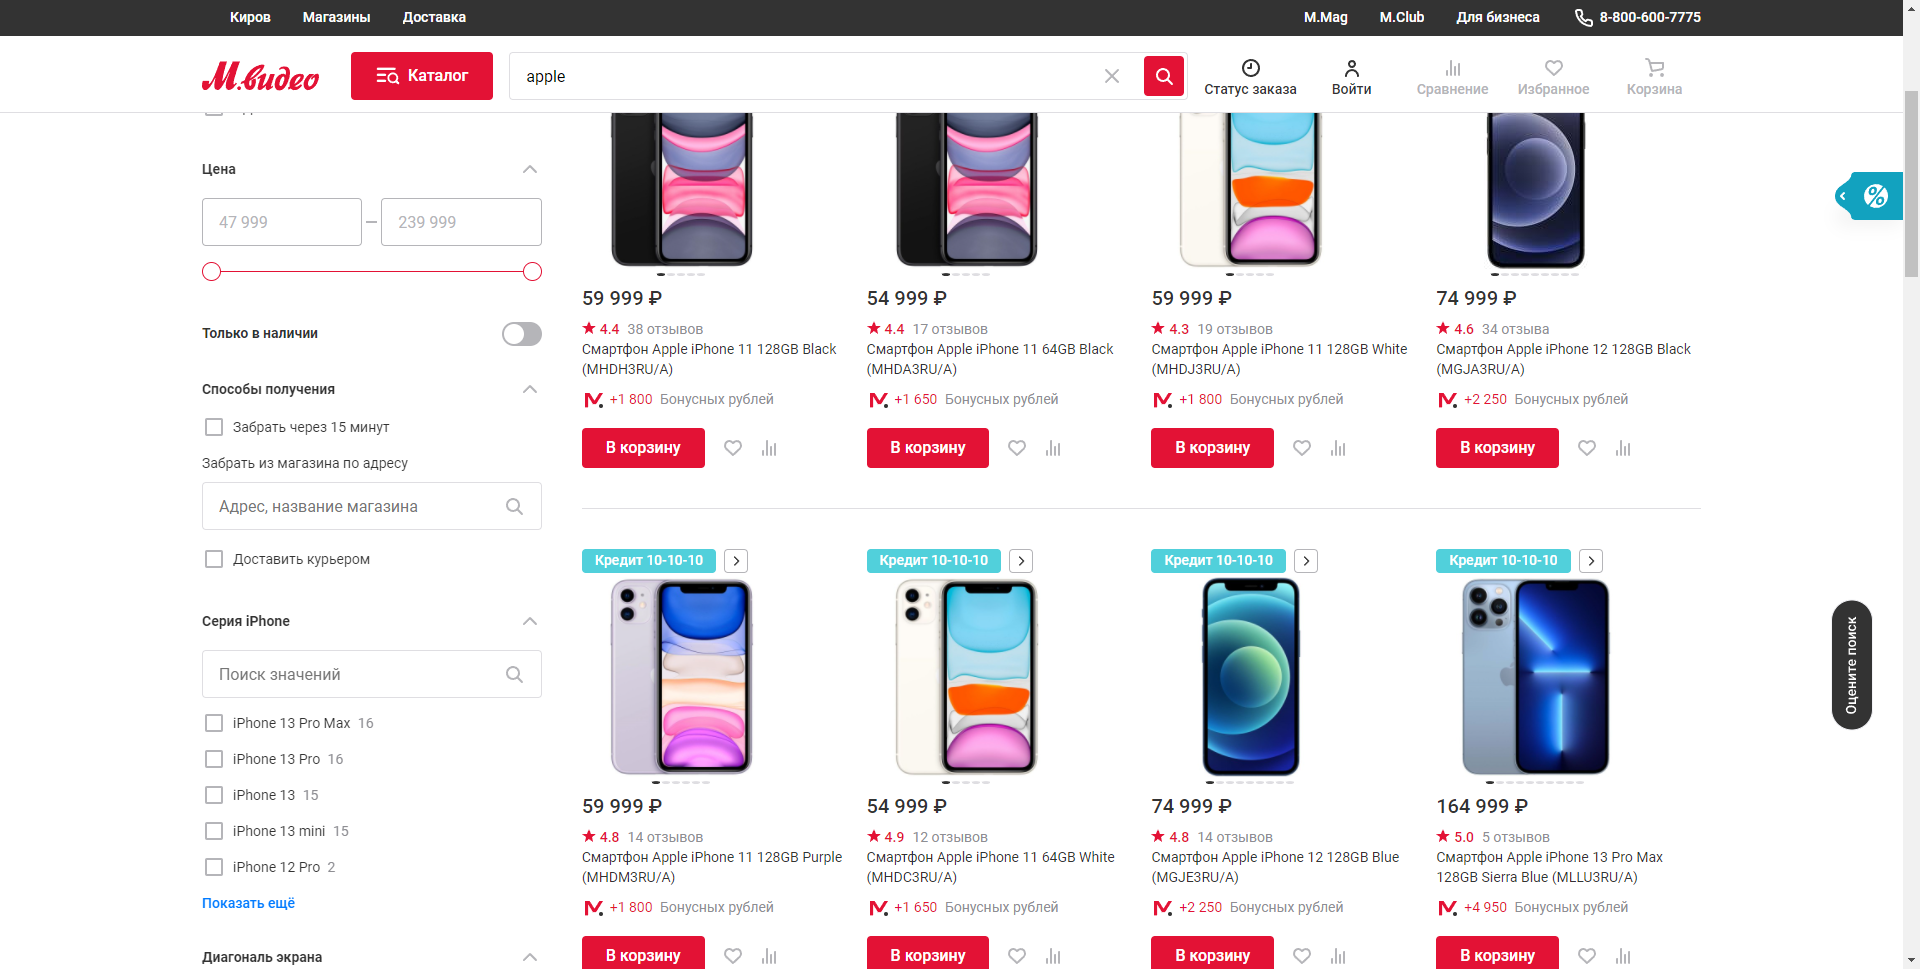 Киров Магазины Доставка M.Mag M.Club Для бизнеса 8-800-600-7775
М.видео Каталог apple Статус заказа Войти Сравнение Избранное Корзина
Цена
47 999 – 239 999
Только в наличии
Способы получения
Забрать через 15 минут
Забрать из магазина по адресу
Адрес, название магазина
Доставить курьером
Серия iPhone
Поиск значений
iPhone 13 Pro Max 16
iPhone 13 Pro 16
iPhone 13 15
iPhone 13 mini 15
iPhone 12 Pro 2
Показать ещё
Диагональ экрана
59 999 ₽
4.4 38 отзывов
Смартфон Apple iPhone 11 128GB Black
(MHDH3RU/A)
+1 800 Бонусных рублей
В корзину
54 999 ₽
4.4 17 отзывов
Смартфон Apple iPhone 11 64GB Black
(MHDA3RU/A)
+1 650 Бонусных рублей
В корзину
59 999 ₽
4.3 19 отзывов
Смартфон Apple iPhone 11 128GB White
(MHDJ3RU/A)
+1 800 Бонусных рублей
В корзину
74 999 ₽
4.6 34 отзыва
Смартфон Apple iPhone 12 128GB Black
(MGJA3RU/A)
+2 250 Бонусных рублей
В корзину
Кредит 10-10-10
59 999 ₽
4.8 14 отзывов
Смартфон Apple iPhone 11 128GB Purple
(MHDM3RU/A)
+1 800 Бонусных рублей
В корзину
Кредит 10-10-10
54 999 ₽
4.9 12 отзывов
Смартфон Apple iPhone 11 64GB White
(MHDC3RU/A)
+1 650 Бонусных рублей
В корзину
Кредит 10-10-10
74 999 ₽
4.8 14 отзывов
Смартфон Apple iPhone 12 128GB Blue
(MGJE3RU/A)
+2 250 Бонусных рублей
В корзину
Кредит 10-10-10
164 999 ₽
5.0 5 отзывов
Смартфон Apple iPhone 13 Pro Max
128GB Sierra Blue (MLLU3RU/A)
+4 950 Бонусных рублей
В корзину
%
Оцените поиск